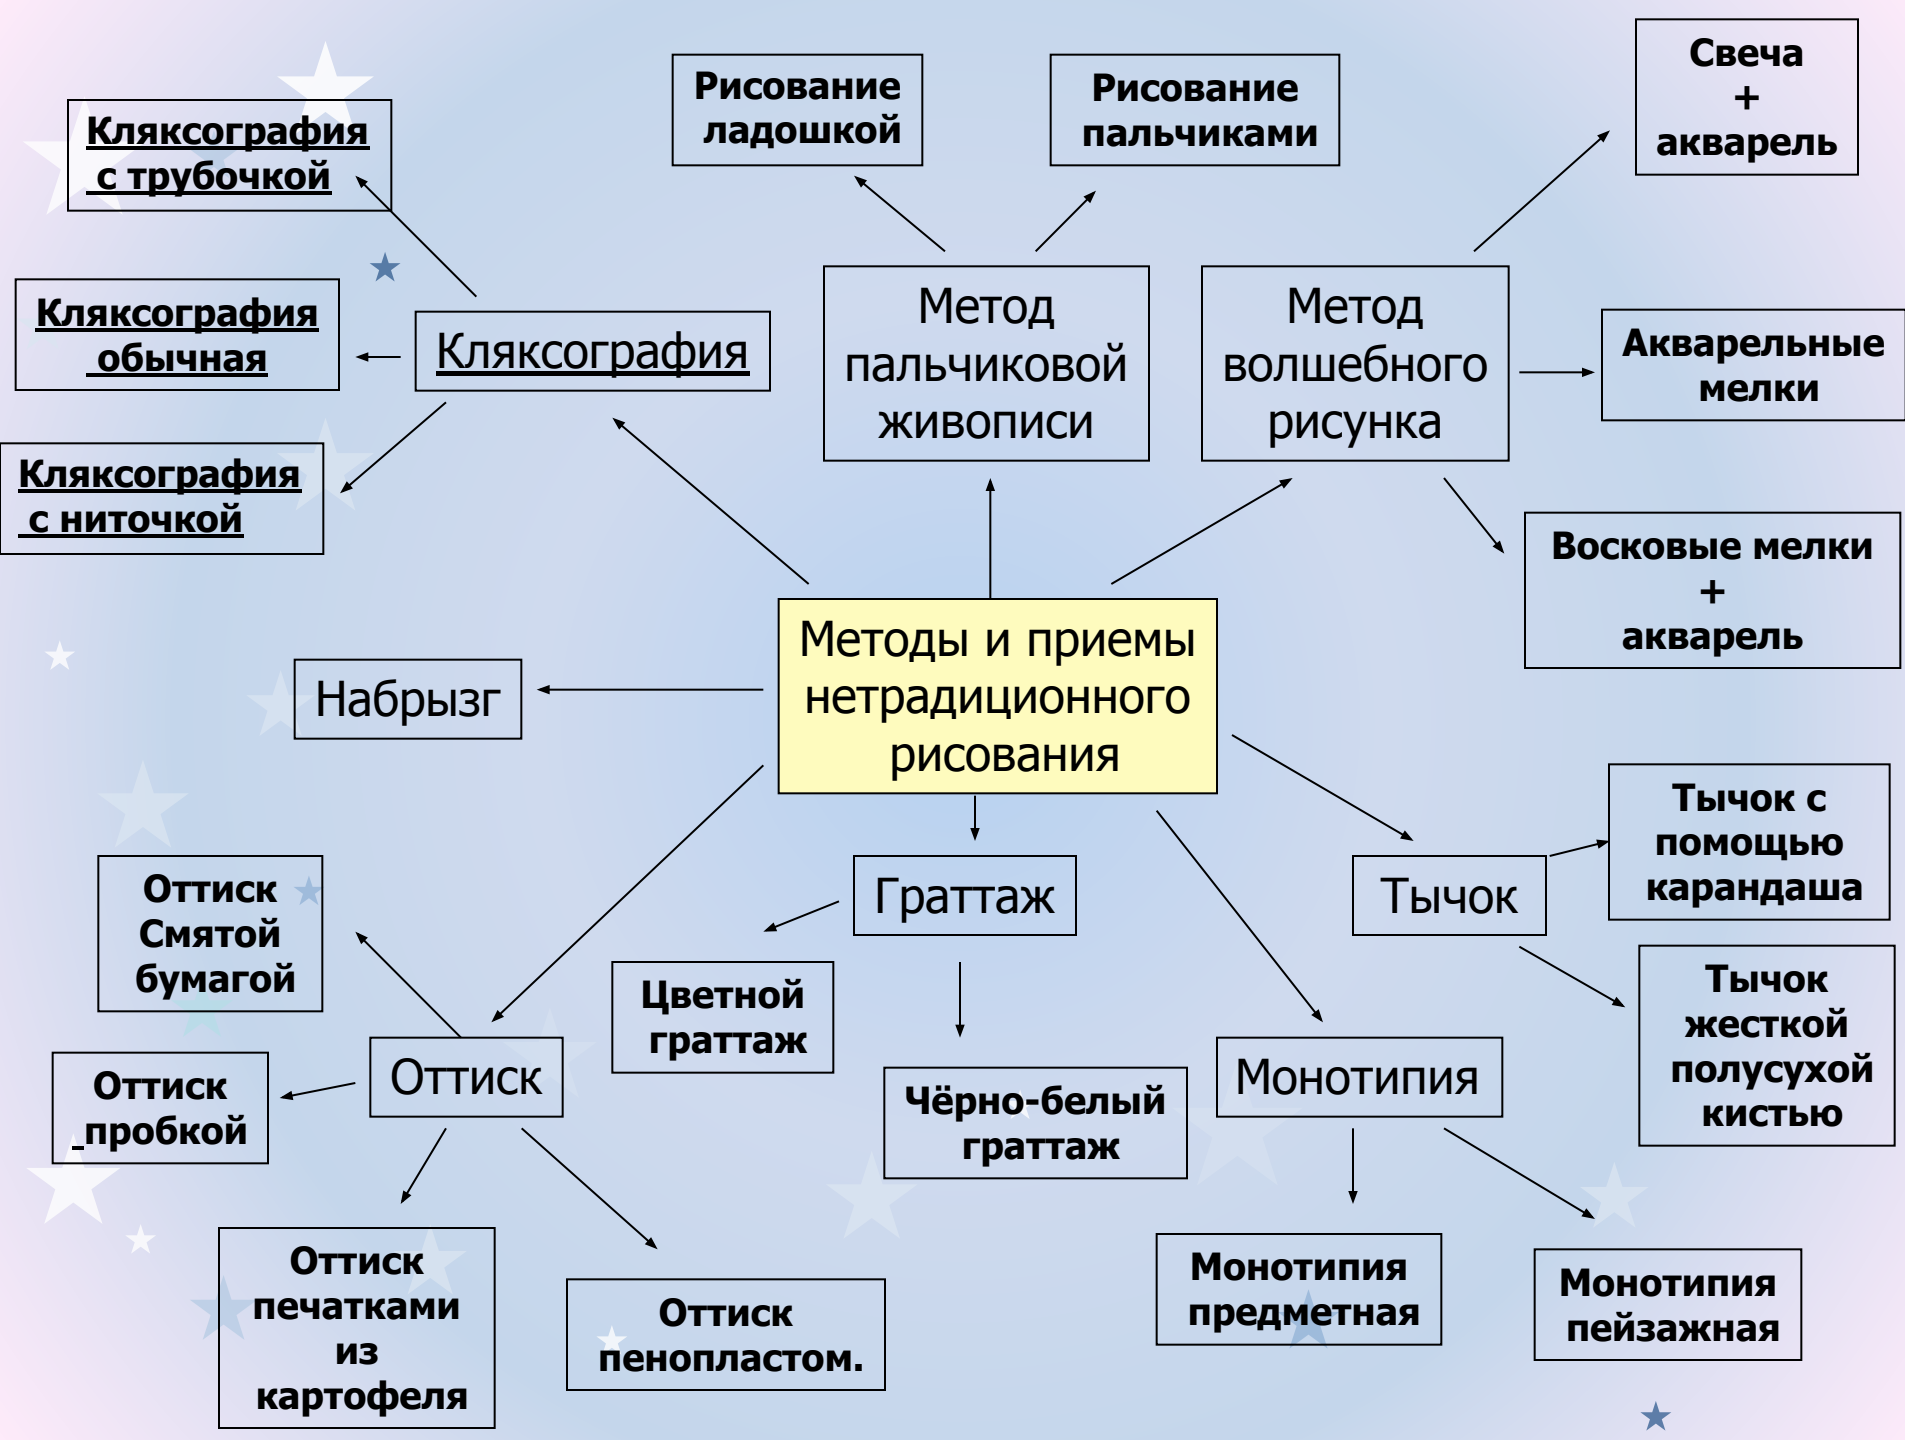 Свеча
+
акварель
Рисование
ладошкой
Рисование
пальчиками
Кляксография
с трубочкой
Кляксография
обычная
Кляксография
Метод
пальчиковой
живописи
Метод
волшебного
рисунка
Акварельные
мелки
Кляксография
с ниточкой
Восковые мелки
+
акварель
Методы и приемы
нетрадиционного
рисования
Набрызг
Тычок с
помощью
карандаша
Оттиск
Смятой
бумагой
Граттаж
Тычок
Цветной
граттаж
Тычок
жесткой
полусухой
кистью
Оттиск
пробкой
Оттиск
Чёрно-белый
граттаж
Монотипия
Оттиск
печатками
из
картофеля
Оттиск
пенопластом.
Монотипия
предметная
Монотипия
пейзажная